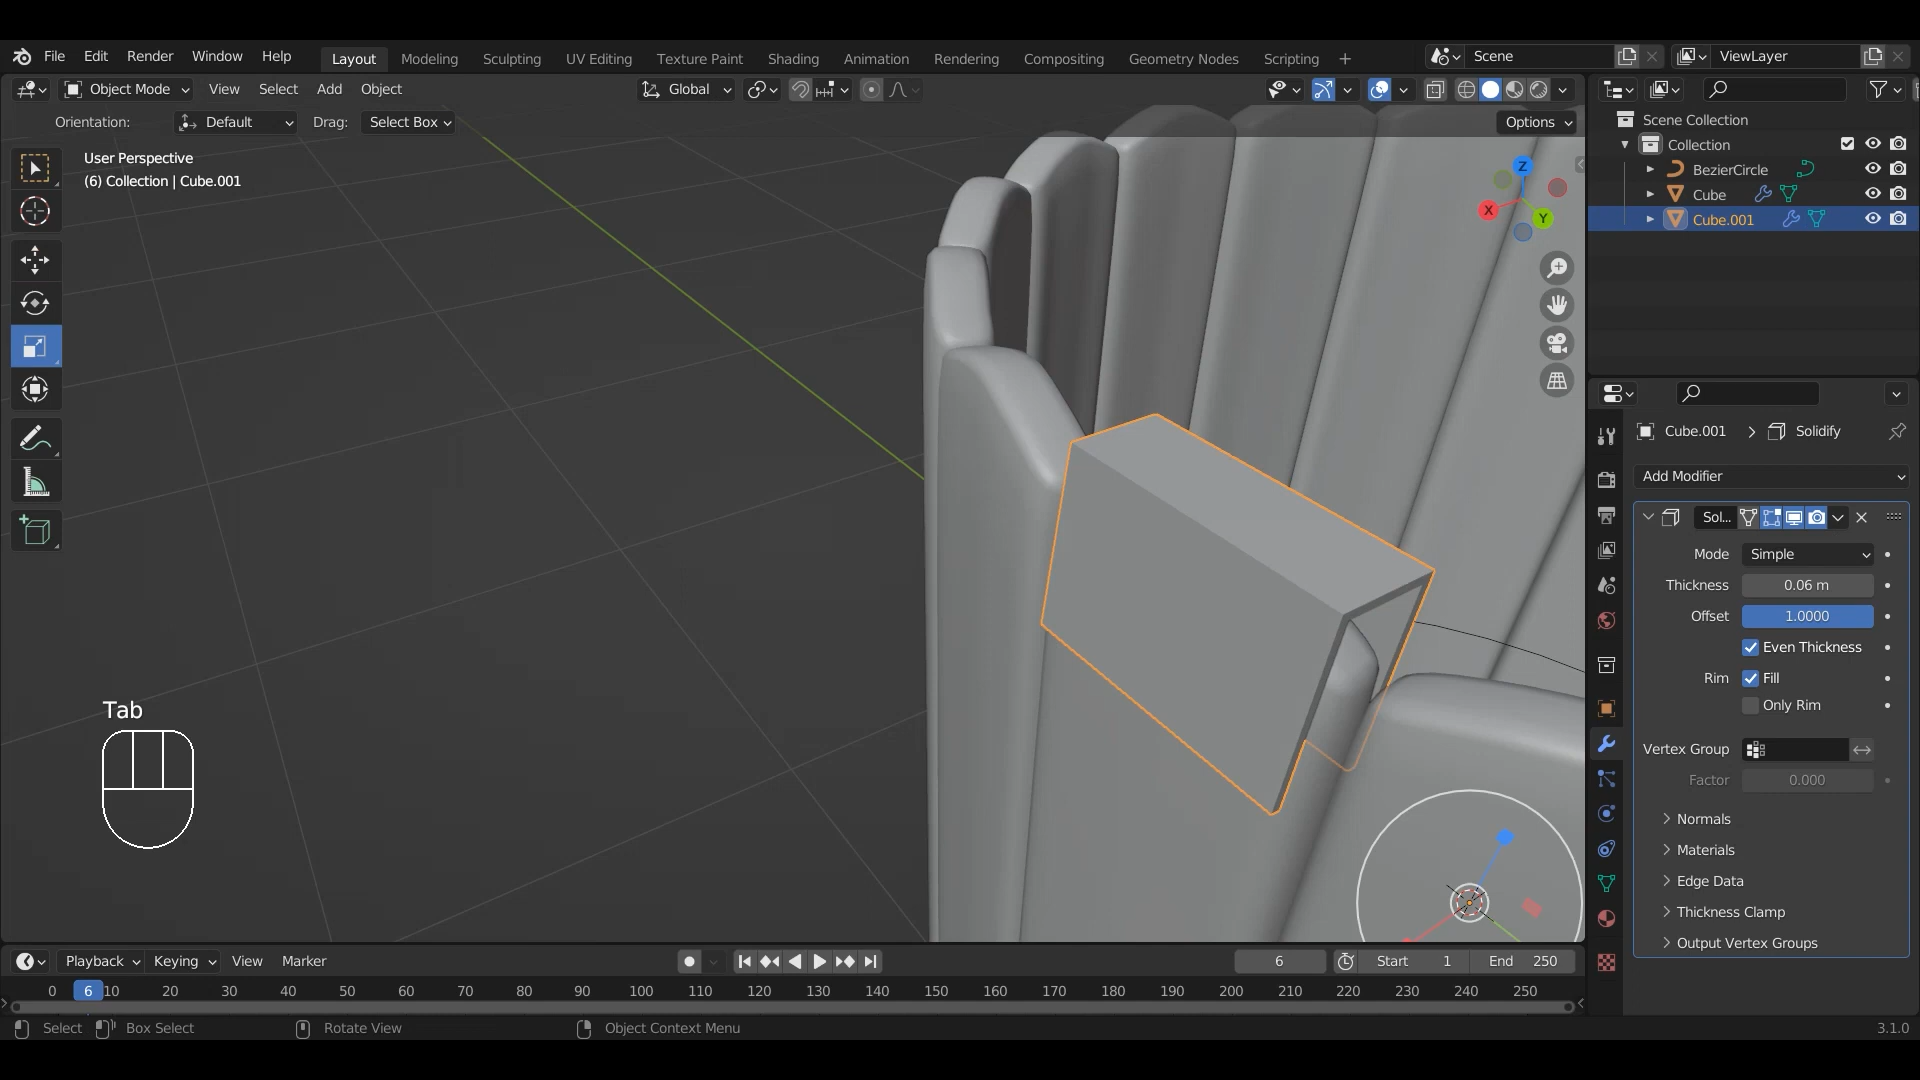 File Edit Render Window Help Layout Modeling Sculpting UV Editing Texture Paint Shading Animation Rendering Compositing Geometry Nodes Scripting + Scene ViewLayer
Object Mode View Select Add Object Global
Orientation: Default Drag: Select Box Options
User Perspective
(6) Collection | Cube.001
Z
X
Y
Tab
Scene Collection
Collection
BezierCircle
Cube
Cube.001
Cube.001 > Solidify
Add Modifier
Sol...
Mode Simple
Thickness 0.06 m
Offset 1.0000
Even Thickness
Rim Fill
Only Rim
Vertex Group
Factor 0.000
Normals
Materials
Edge Data
Thickness Clamp
Output Vertex Groups
Playback Keying View Marker 6 Start 1 End 250
0 6 10 20 30 40 50 60 70 80 90 100 110 120 130 140 150 160 170 180 190 200 210 220 230 240 250
Select Box Select Rotate View Object Context Menu 3.1.0